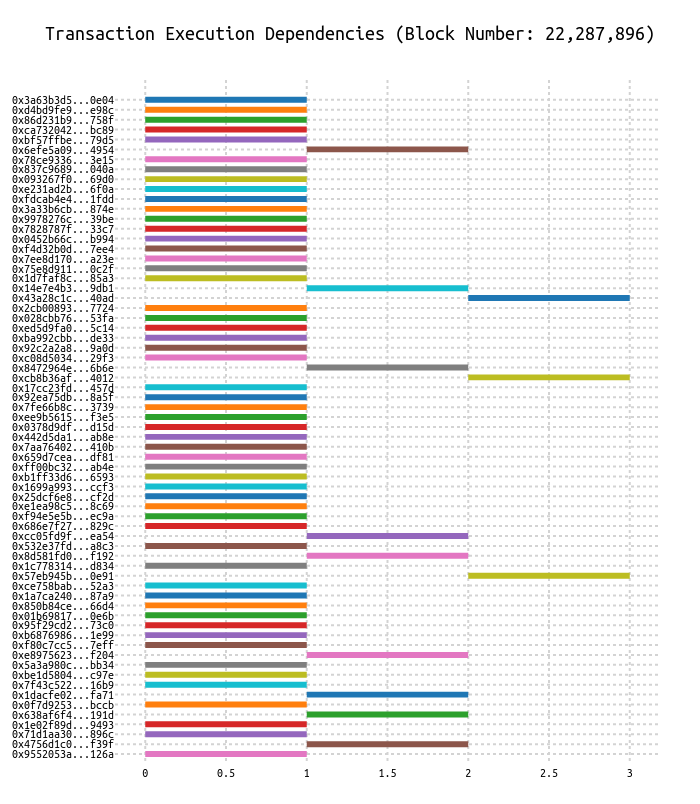 Transaction Execution Dependencies (Block Number: 22,287,896)
0x3a63b3d5...0e04
0xd4bd9fe9...e98c
0x86d231b9...758f
0xca732042...bc89
0xbf57ffbe...79d5
0x6efe5a09...4954
0x78ce9336...3e15
0x837c9689...040a
0x093267f0...69d0
0xe231ad2b...6f0a
0xfdcab4e4...1fdd
0x3a33b6cb...874e
0x9978276c...39be
0x7828787f...33c7
0x0452b66c...b994
0xf4d32b0d...7ee4
0x7ee8d170...a23e
0x75e8d911...0c2f
0x1d7faf8c...85a3
0x14e7e4b3...9db1
0x43a28c1c...40ad
0x2cb00893...7724
0x028cbb76...53fa
0xed5d9fa0...5c14
0xba992cbb...de33
0x92c2a2a8...9a0d
0xc08d5034...29f3
0x8472964e...6b6e
0xcb8b36af...4012
0x17cc23fd...457d
0x92ea75db...8a5f
0x7fe66b8c...3739
0xee9b5615...f3e5
0x0378d9df...d15d
0x442d5da1...ab8e
0x7aa76402...410b
0x659d7cea...df81
0xff00bc32...ab4e
0xb1ff33d6...6593
0x1699a993...ccf3
0x25dcf6e8...cf2d
0xe1ea98c5...8c69
0xf94e5e5b...ec9a
0x686e7f27...829c
0xcc05fd9f...ea54
0x532e37fd...a8c3
0x8d581fd0...f192
0x1c778314...d834
0x57eb945b...0e91
0xce758bab...52a3
0x1a7ca240...87a9
0x850b84ce...66d4
0x01b69817...0e6b
0x95f29cd2...73c0
0xb6876986...1e99
0xf80c7cc5...7eff
0xe8975623...f204
0x5a3a980c...bb34
0xbe1d5804...c97e
0x7f43c522...16b9
0x1dacfe02...fa71
0x0f7d9253...bccb
0x638af6f4...191d
0x1e02f89d...9493
0x71d1aa30...896c
0x4756d1c0...f39f
0x9552053a...126a
0 0.5 1 1.5 2 2.5 3